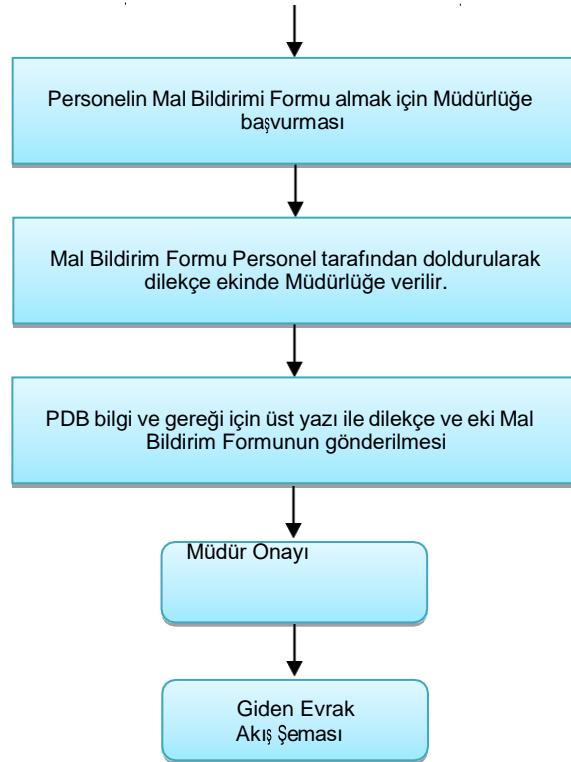 Personelin Mal Bildirimi Formu almak için Müdürlüğe
başvurması
Mal Bildirim Formu Personel tarafından doldurularak
dilekçe ekinde Müdürlüğe verilir.
PDB bilgi ve gereği için üst yazı ile dilekçe ve eki Mal
Bildirim Formunun gönderilmesi
Müdür Onayı
Giden Evrak
Akış Şeması